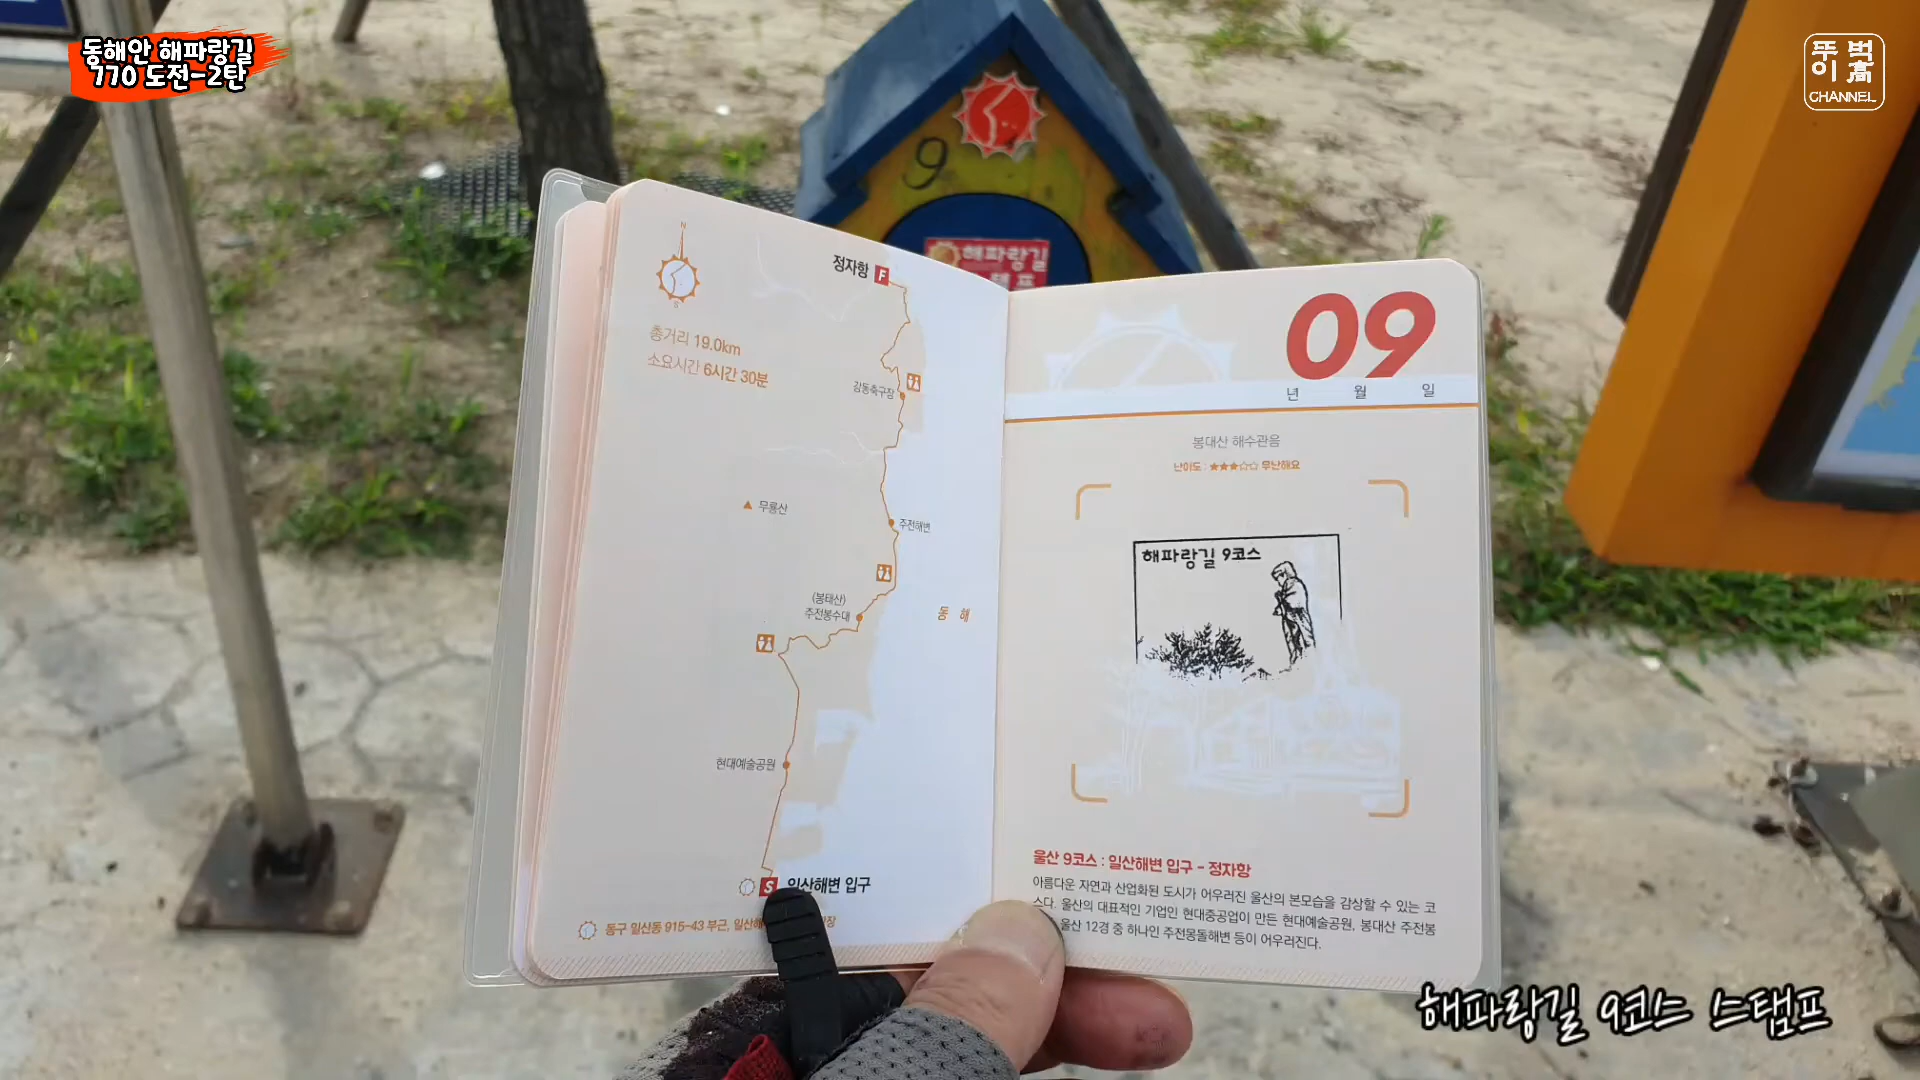 동해안 해파랑길
770 도전-2탄
뚜벅
이高
CHANNEL
9
해파랑길
N
S
정자항 F
총거리 19.0km
소요시간 6시간 30분
강동축구장
무룡산
주전해변
(봉태산)
주전봉수대
동 해
현대예술공원
S 일산해변 입구
동구 일산동 915-43 부근,
09
년 월 일
봉대산 해수관음
난이도 : ★★★☆☆ 무난해요
해파랑길 9코스
울산 9코스 : 일산해변 입구 – 정자항
아름다운 자연과 산업화된 도시가 어우러진 울산의 본모습을 감상할 수 있는 코
스다. 울산의 대표적인 기업인 현대중공업이 만든 현대예술공원, 봉대산 주전봉
울산 12경 중 하나인 주전몽돌해변 등이 어우러진다.
해파랑길 9코스 스탬프